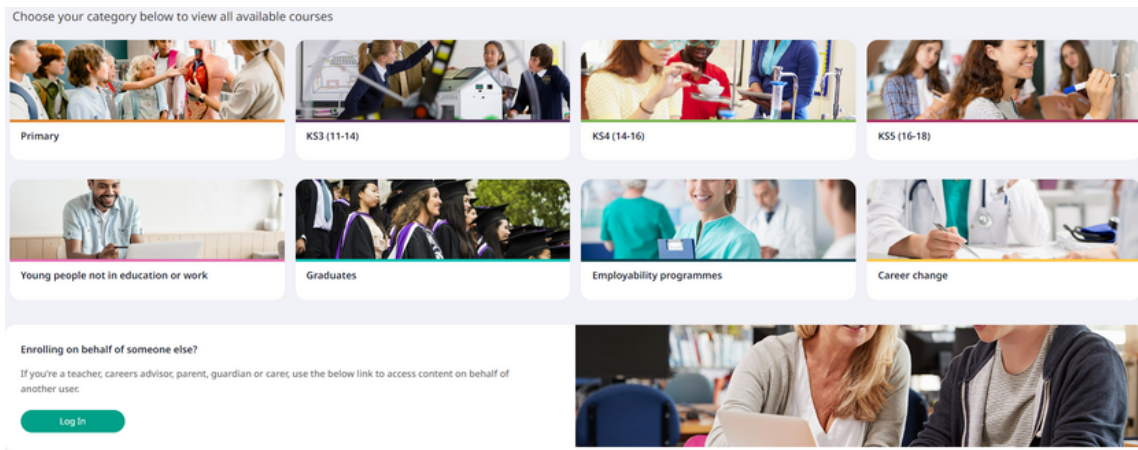 Choose your category below to view all available courses
Primary
KS3 (11-14)
KS4 (14-16)
KS5 (16-18)
Young people not in education or work
Graduates
Employability programmes
Career change
Enrolling on behalf of someone else?
If you're a teacher, careers advisor, parent, guardian or carer, use the below link to access content on behalf of
another user.
Log In